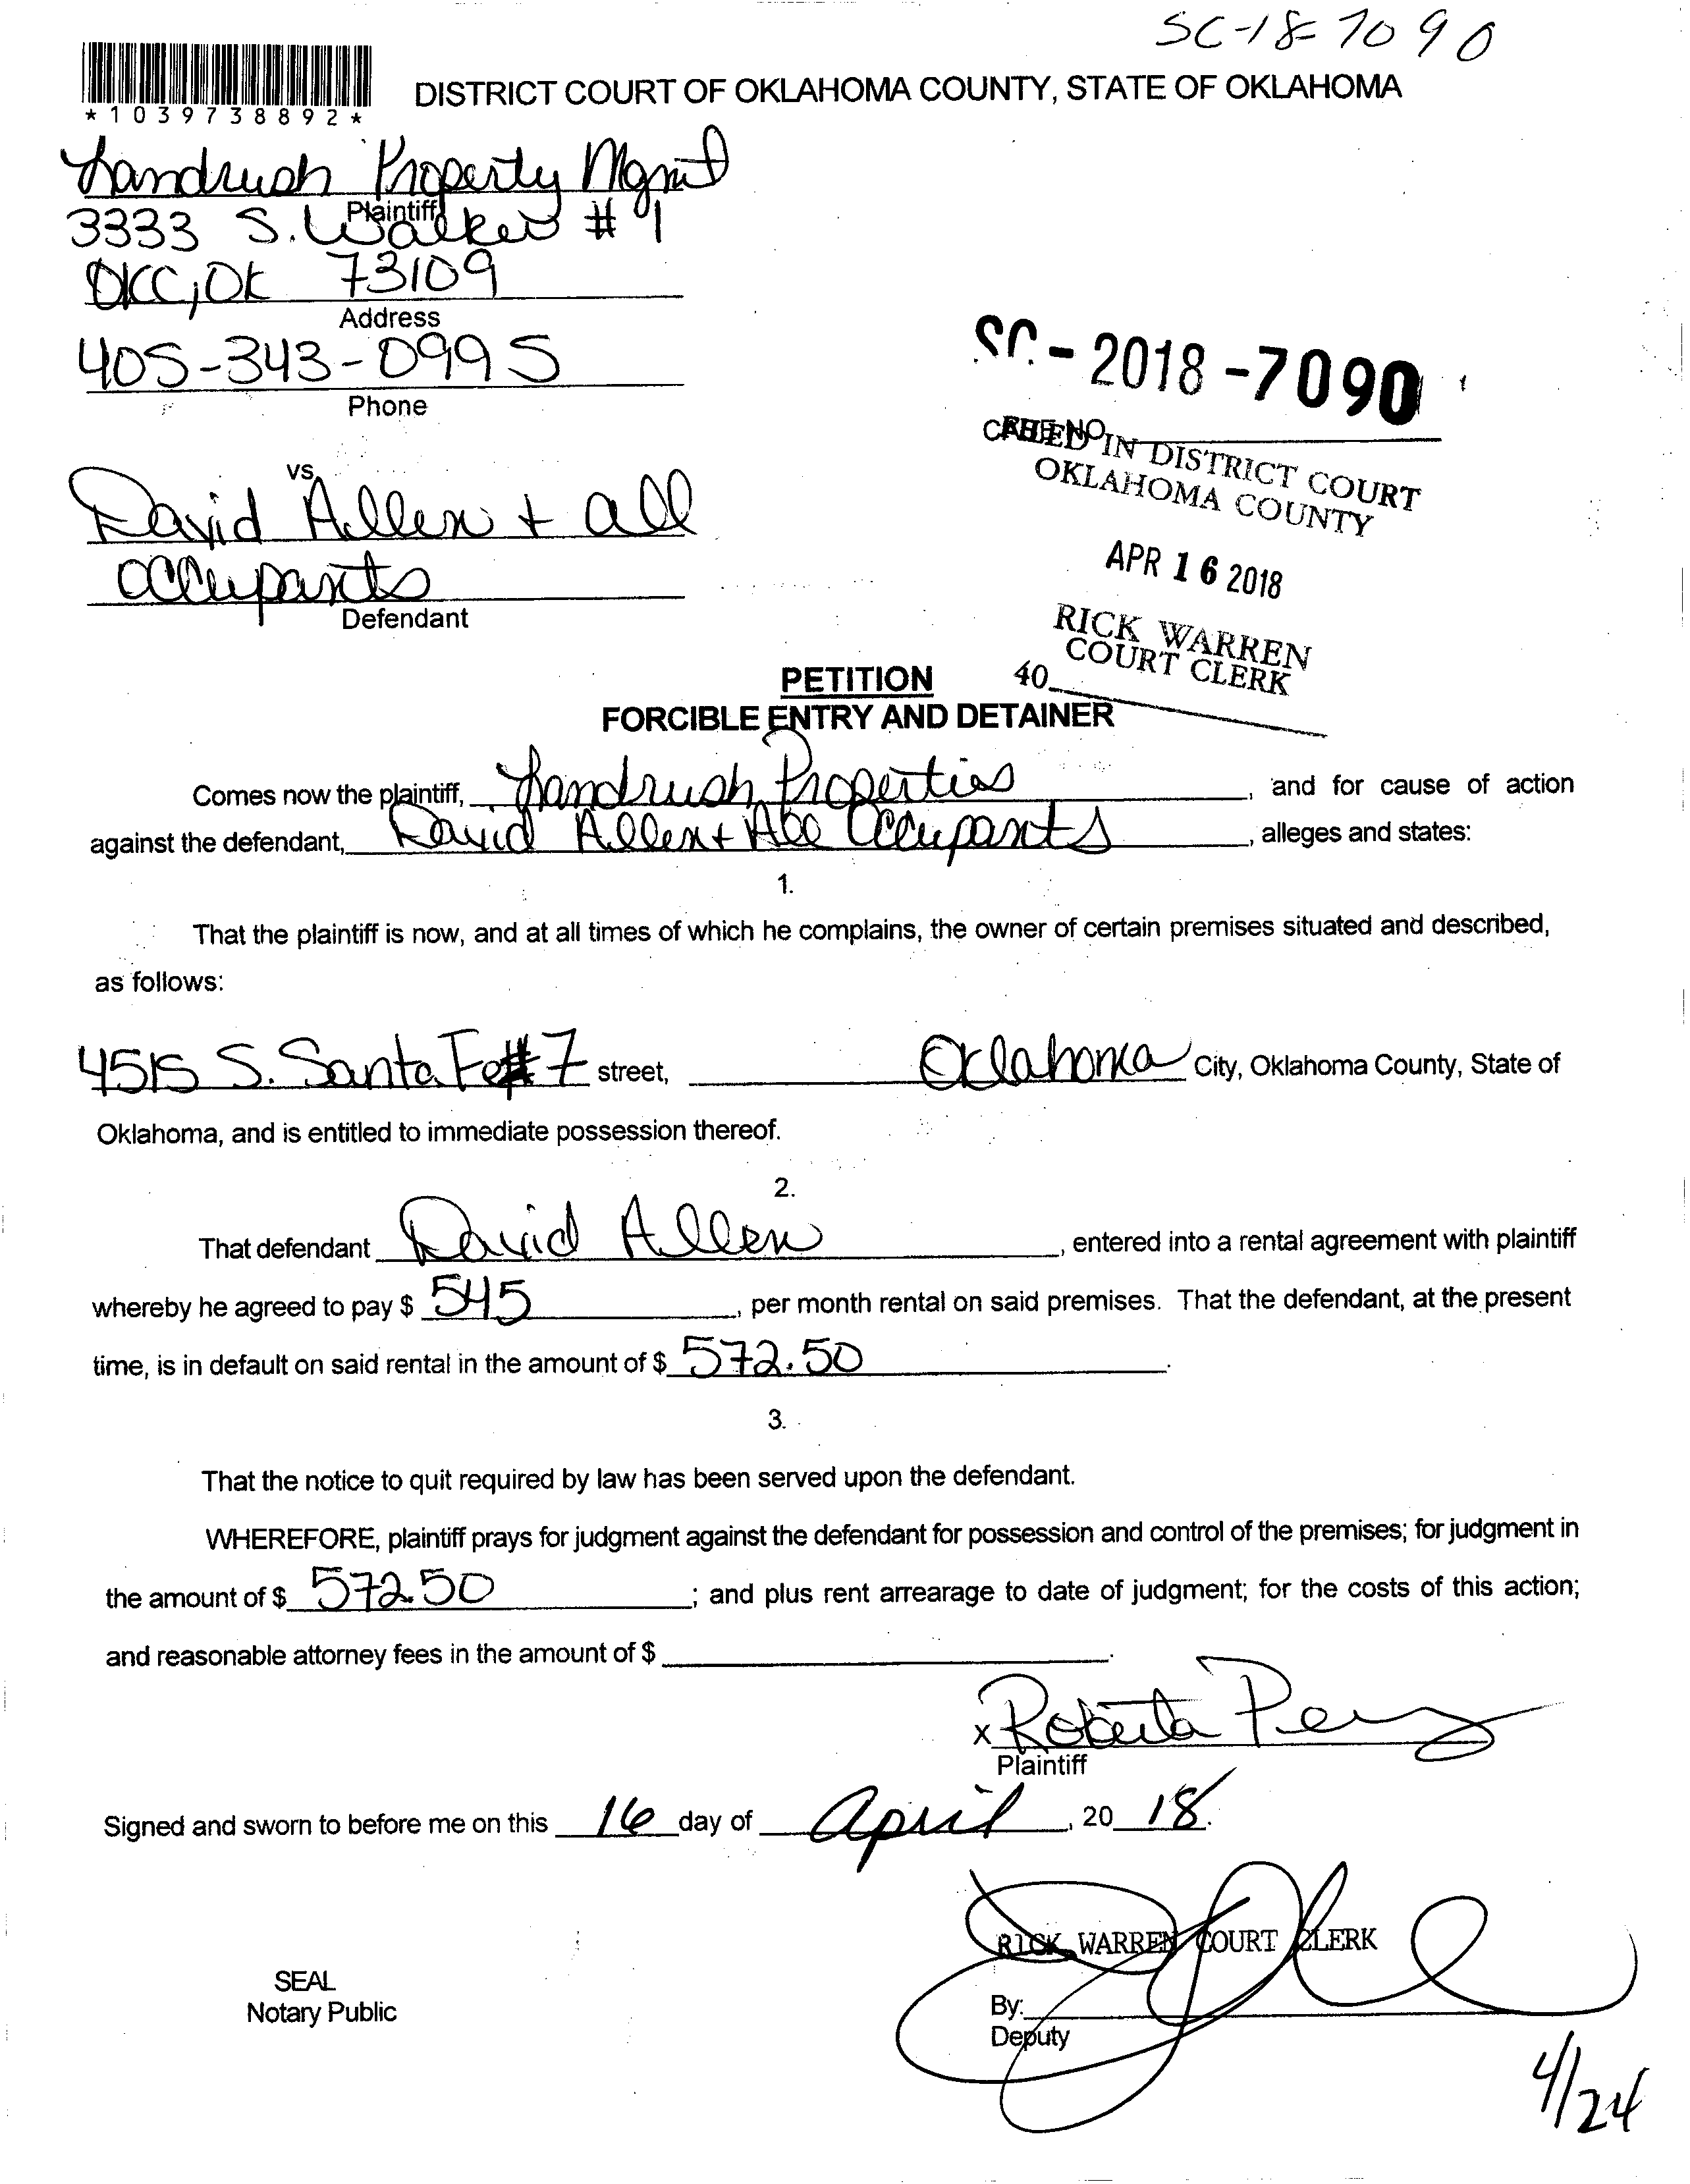 SC-18-7090
*1039738892*
DISTRICT COURT OF OKLAHOMA COUNTY, STATE OF OKLAHOMA
Landrush Property Mgmt
Plaintiff
3333 S. Walker #1
OKC, OK 73109
Address
405-343-0995
Phone
SC - 2018 - 7090
CASE NO.
FILED IN DISTRICT COURT
OKLAHOMA COUNTY
APR 16 2018
RICK WARREN
COURT CLERK
40
vs.
David Allen + all
occupants
Defendant
PETITION
FORCIBLE ENTRY AND DETAINER
Comes now the plaintiff, Landrush Properties, and for cause of action
against the defendant, David Allen + All Occupants, alleges and states:
1.
That the plaintiff is now, and at all times of which he complains, the owner of certain premises situated and described,
as follows:
4515 S. Santa Fe #7 street, Oklahoma City, Oklahoma County, State of
Oklahoma, and is entitled to immediate possession thereof.
2.
That defendant David Allen, entered into a rental agreement with plaintiff
whereby he agreed to pay $ 545, per month rental on said premises. That the defendant, at the present
time, is in default on said rental in the amount of $ 572.50.
3.
That the notice to quit required by law has been served upon the defendant.
WHEREFORE, plaintiff prays for judgment against the defendant for possession and control of the premises; for judgment in
the amount of $ 572.50; and plus rent arrearage to date of judgment; for the costs of this action;
and reasonable attorney fees in the amount of $ .
x Roberta Perez
Plaintiff
Signed and sworn to before me on this 16 day of April, 20 18.
RICK WARREN COURT CLERK
SEAL
Notary Public
By:
Deputy
4/24